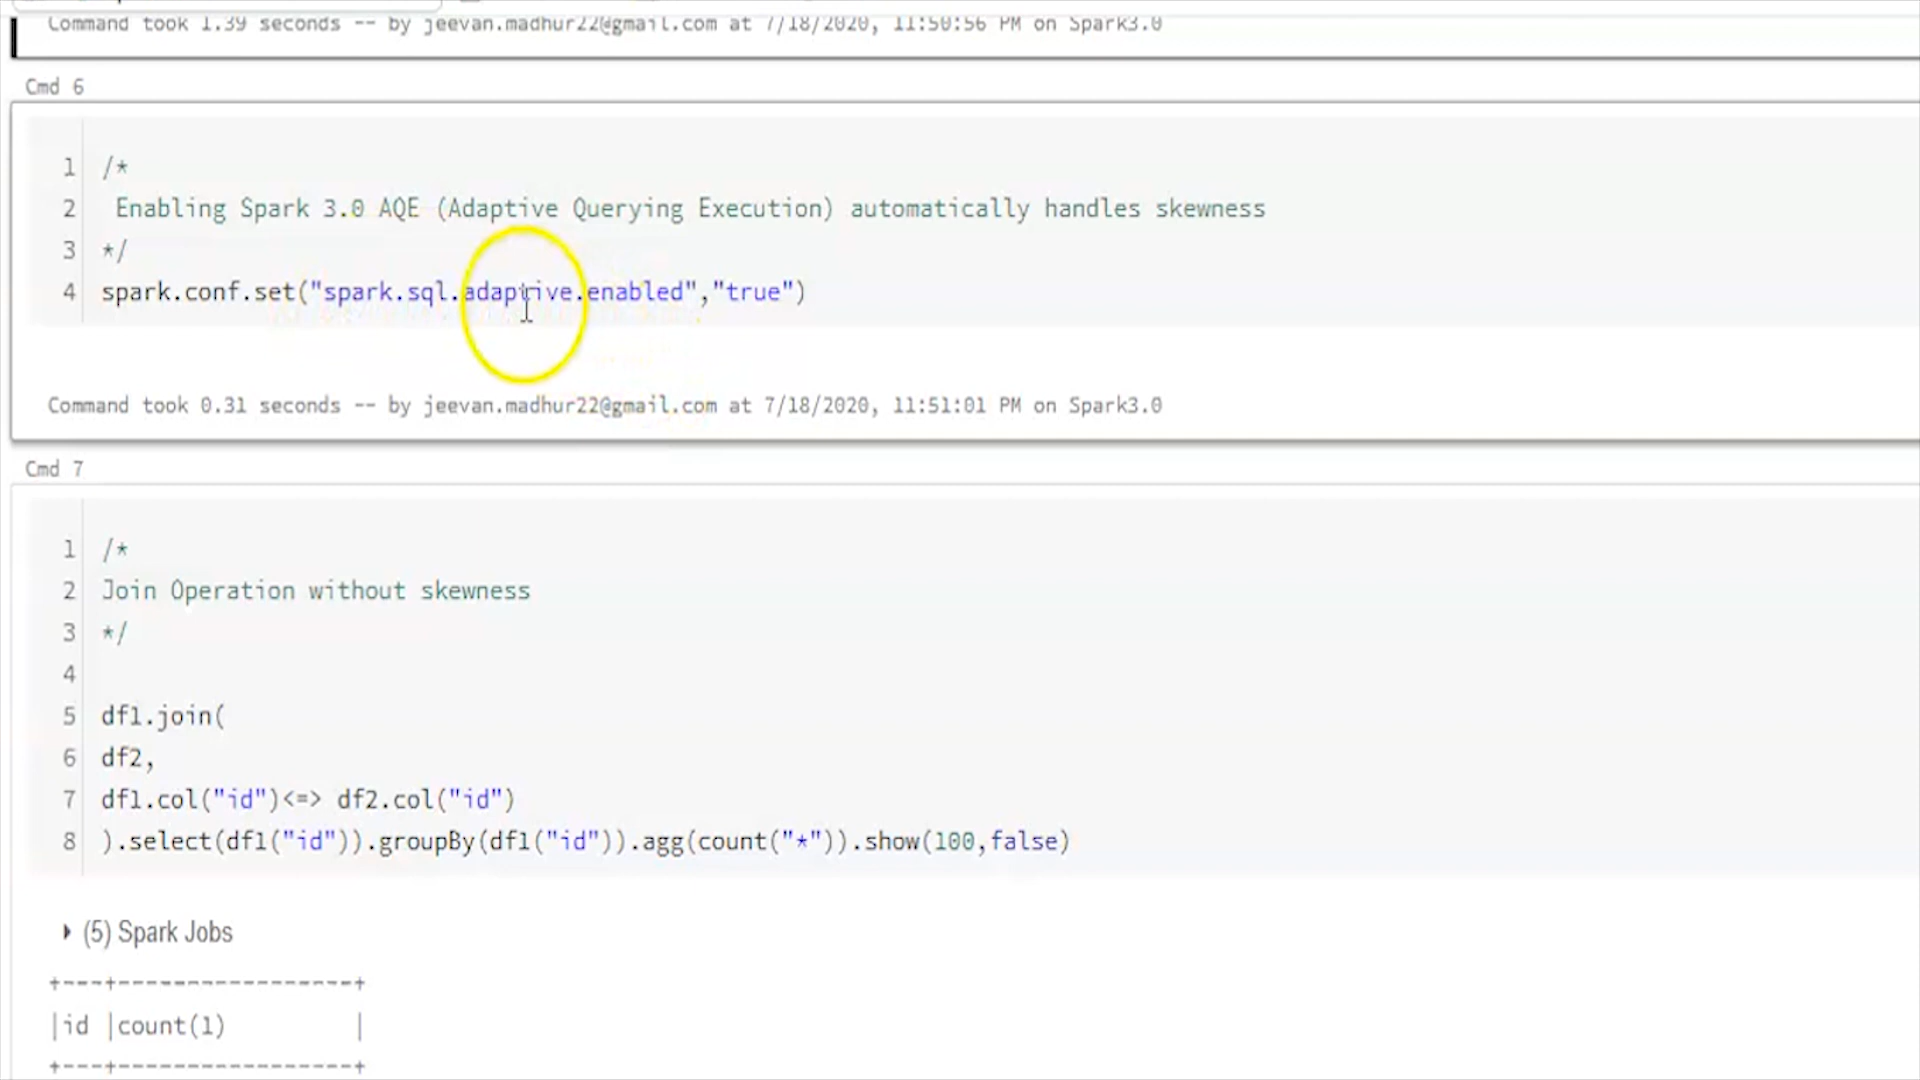 Command took 1.39 seconds -- by jeevan.madhur22@gmail.com at 7/18/2020, 11:50:56 PM on Spark3.0
Cmd 6
1 /*
2 Enabling Spark 3.0 AQE (Adaptive Querying Execution) automatically handles skewness
3 */
4 spark.conf.set("spark.sql.adaptive.enabled","true")
Command took 0.31 seconds -- by jeevan.madhur22@gmail.com at 7/18/2020, 11:51:01 PM on Spark3.0
Cmd 7
1 /*
2 Join Operation without skewness
3 */
4
5 df1.join(
6 df2,
7 df1.col("id")<=> df2.col("id")
8 ).select(df1("id")).groupBy(df1("id")).agg(count("*")).show(100,false)
(5) Spark Jobs
+---+-----------------+
|id |count(1)         |
+---+-----------------+